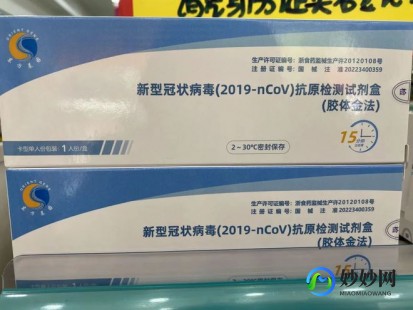 生产许可证编号：浙食药监械生产许20120108号
注册证编号：国械注准20223400359
新型冠状病毒(2019-nCoV)抗原检测试剂盒
(胶体金法)
卡型单人份包装：1人份/盒
15
2~30℃密封保存
生产许可证编号：浙食药监械生产许20120108号
注册证编号：国械注准20223400359
新型冠状病毒(2019-nCoV)抗原检测试剂盒
(胶体金法)
15
妙妙网
MIAOMIAOWANG